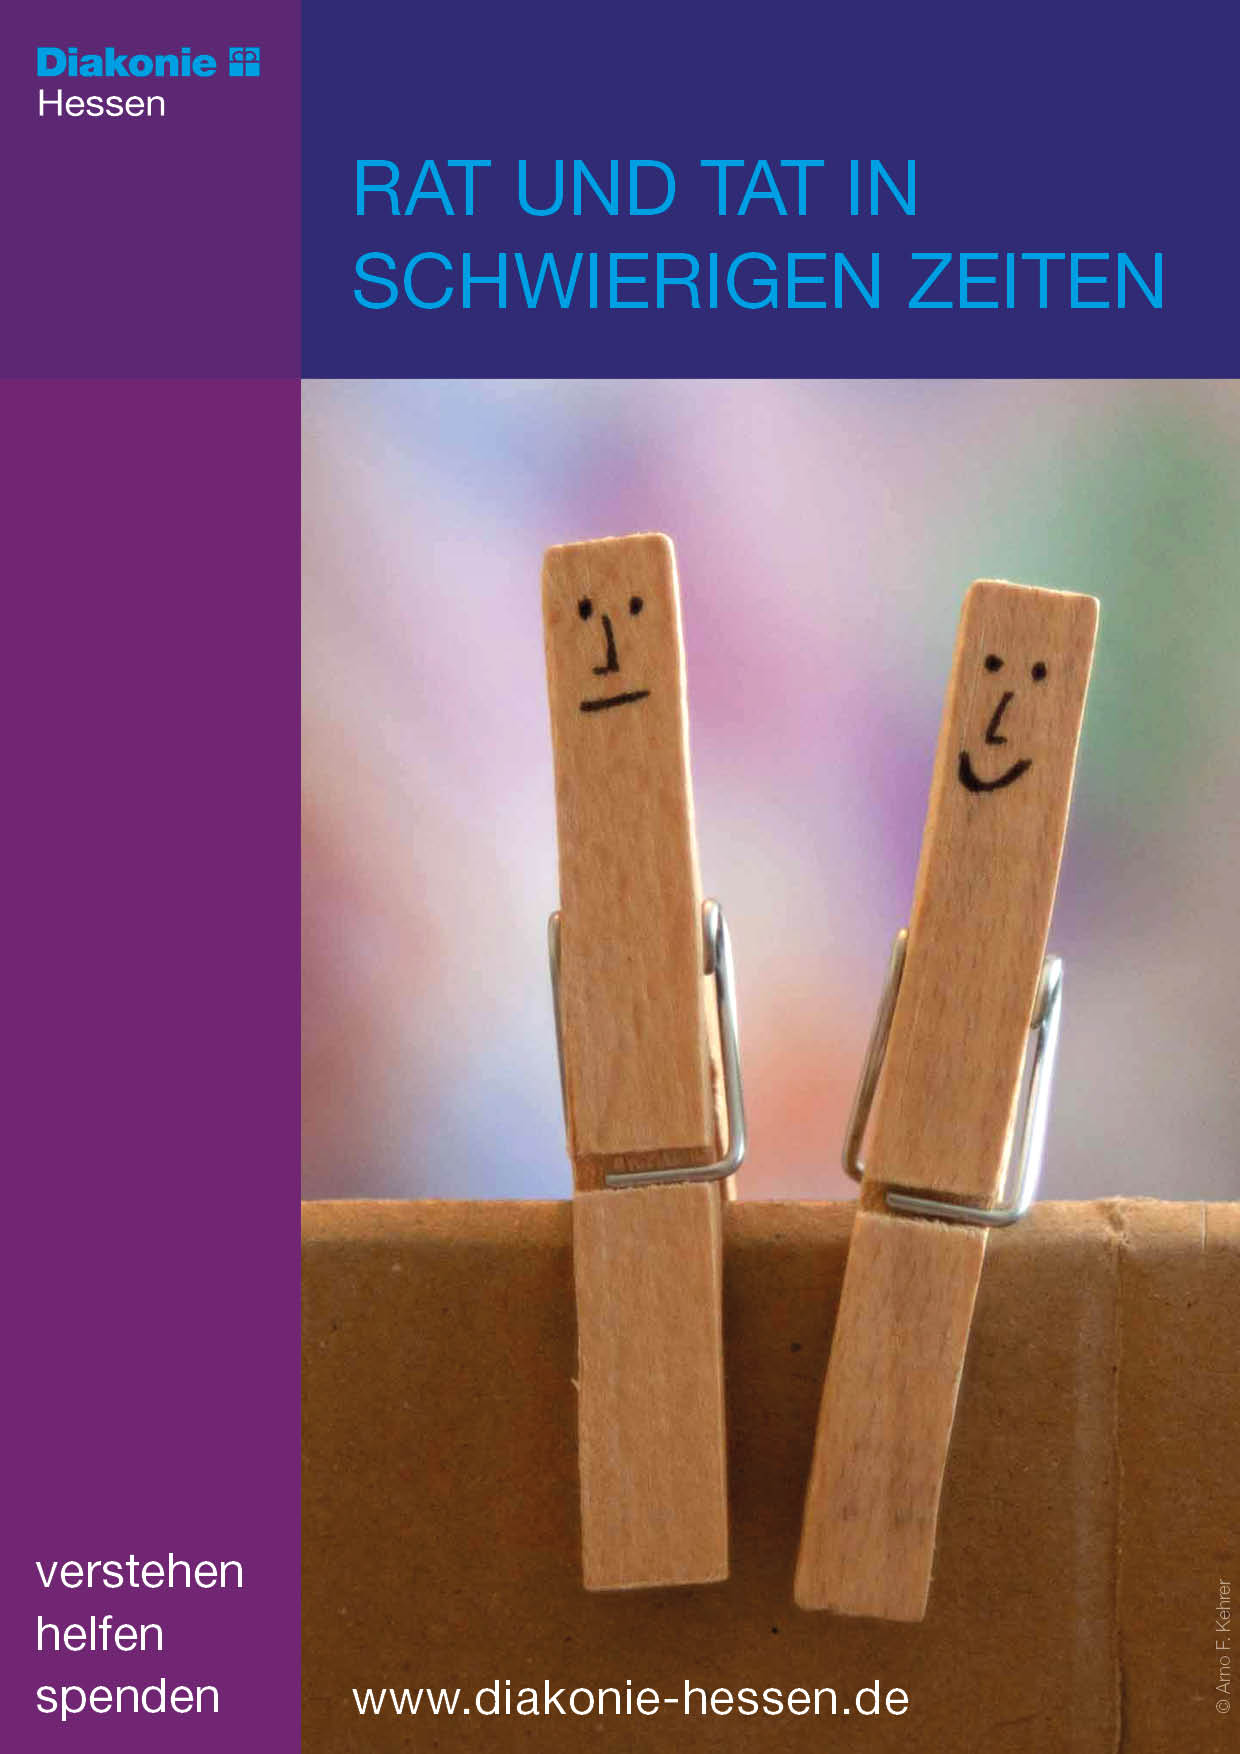 Diakonie
Hessen
RAT UND TAT IN
SCHWIERIGEN ZEITEN
verstehen
helfen
spenden
www.diakonie-hessen.de
© Arno F. Kehrer